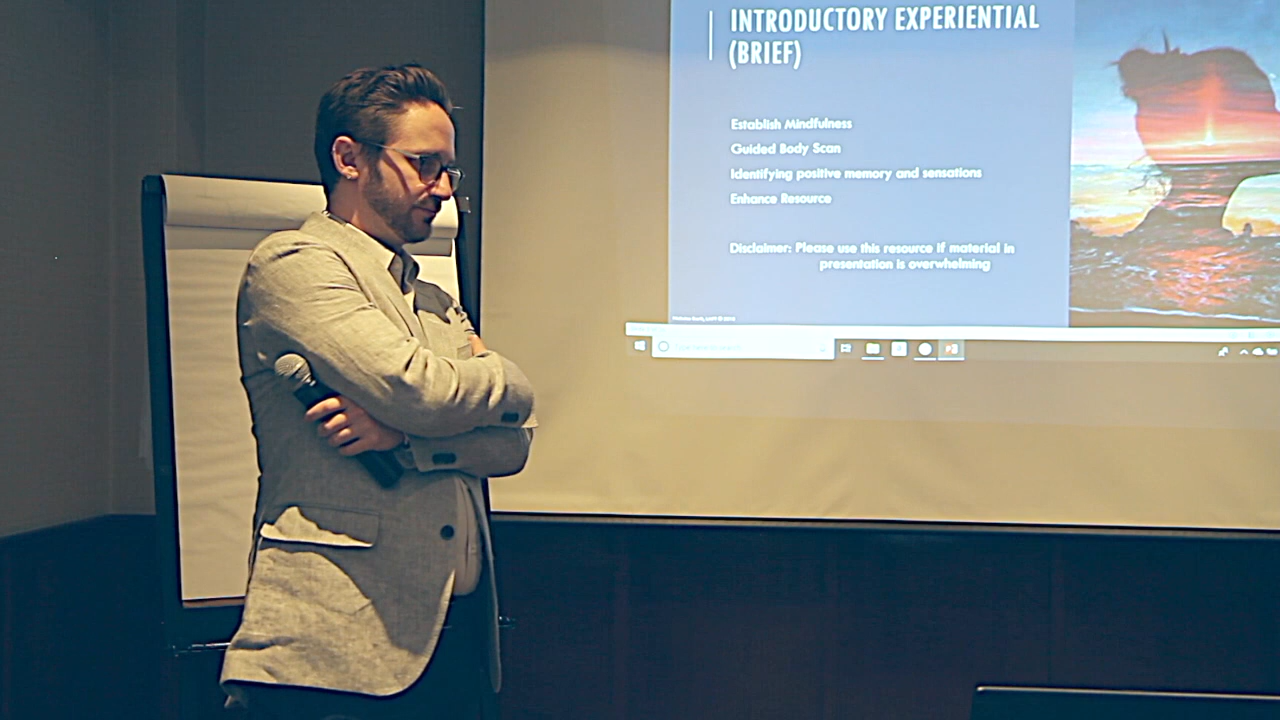 INTRODUCTORY EXPERIENTIAL
(BRIEF)
Establish Mindfulness
Guided Body Scan
Identifying positive memory and sensations
Enhance Resource
Disclaimer: Please use this resource if material in
presentation is overwhelming